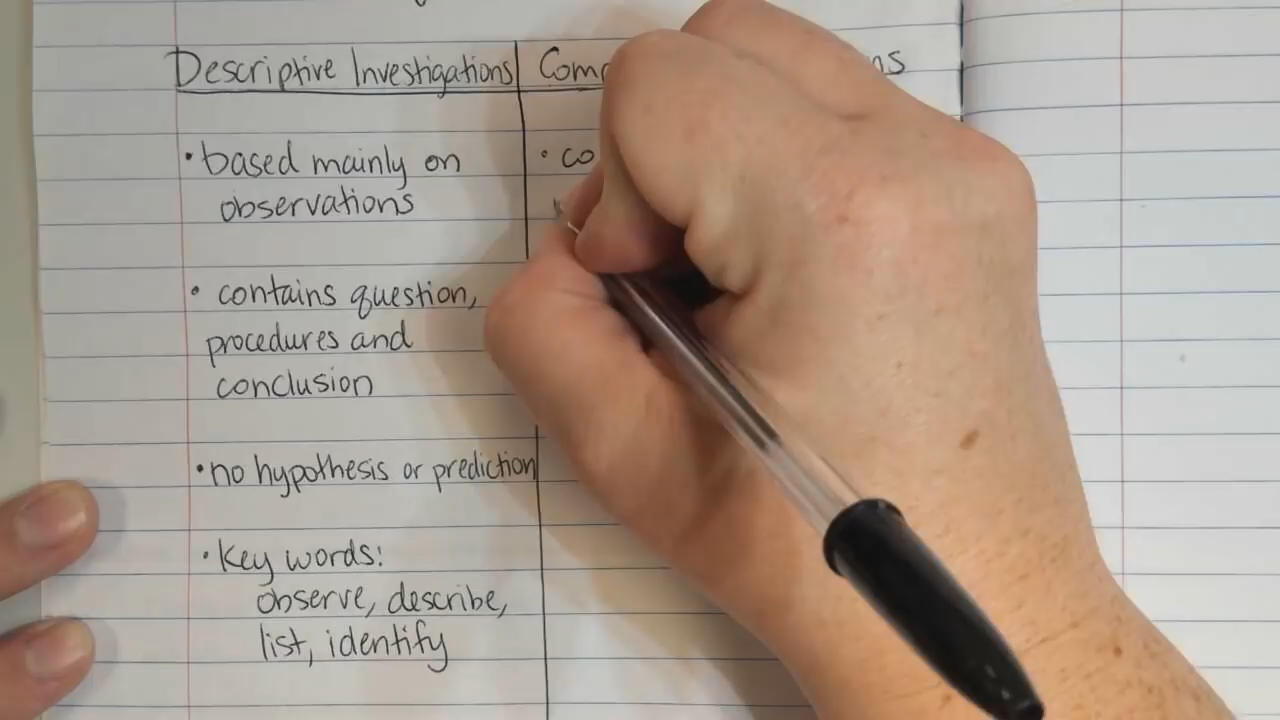 Descriptive Investigations
based mainly on
observations
contains question,
procedures and
conclusion
no hypothesis or prediction
Key words:
observe, describe,
list, identify